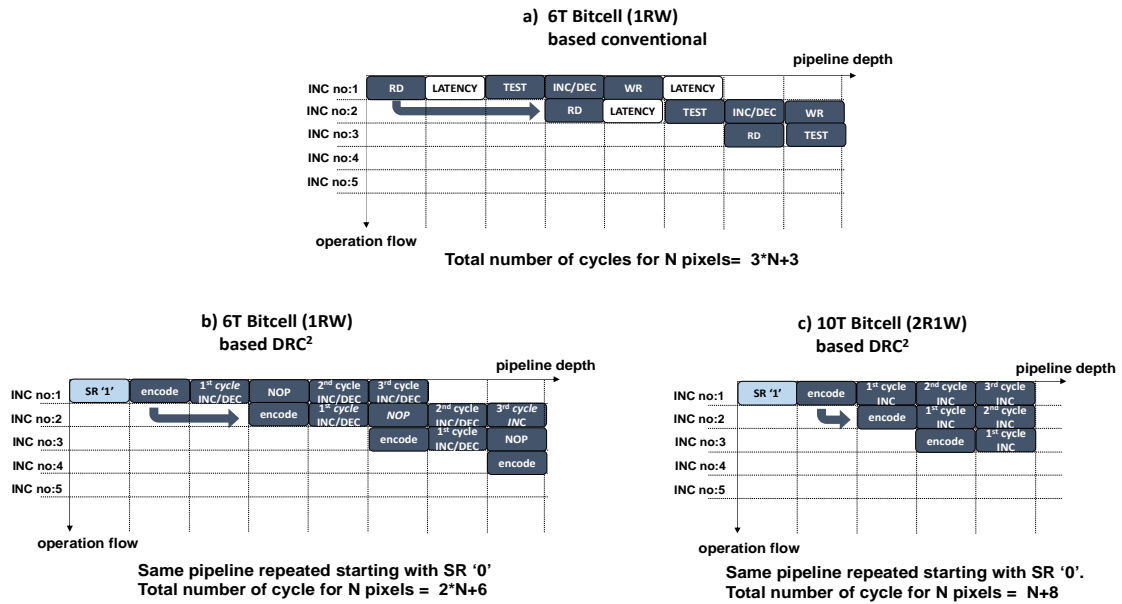 a) 6T Bitcell (1RW)
based conventional
pipeline depth
INC no:1 RD LATENCY TEST INC/DEC WR LATENCY
INC no:2 RD LATENCY TEST INC/DEC WR
INC no:3 RD TEST
INC no:4
INC no:5
operation flow
Total number of cycles for N pixels= 3*N+3
b) 6T Bitcell (1RW)
based DRC²
pipeline depth
INC no:1 SR '1' encode 1st cycle INC/DEC NOP 2nd cycle INC/DEC 3rd cycle INC/DEC
INC no:2 encode 1st cycle INC/DEC NOP 2nd cycle INC/DEC 3rd cycle INC
INC no:3 encode 1st cycle INC/DEC NOP
INC no:4 encode
INC no:5
operation flow
Same pipeline repeated starting with SR '0'
Total number of cycle for N pixels = 2*N+6
c) 10T Bitcell (2R1W)
based DRC²
pipeline depth
INC no:1 SR '1' encode 1st cycle INC 2nd cycle INC 3rd cycle INC
INC no:2 encode 1st cycle INC 2nd cycle INC
INC no:3 encode 1st cycle INC
INC no:4
INC no:5
operation flow
Same pipeline repeated starting with SR '0'.
Total number of cycle for N pixels = N+8